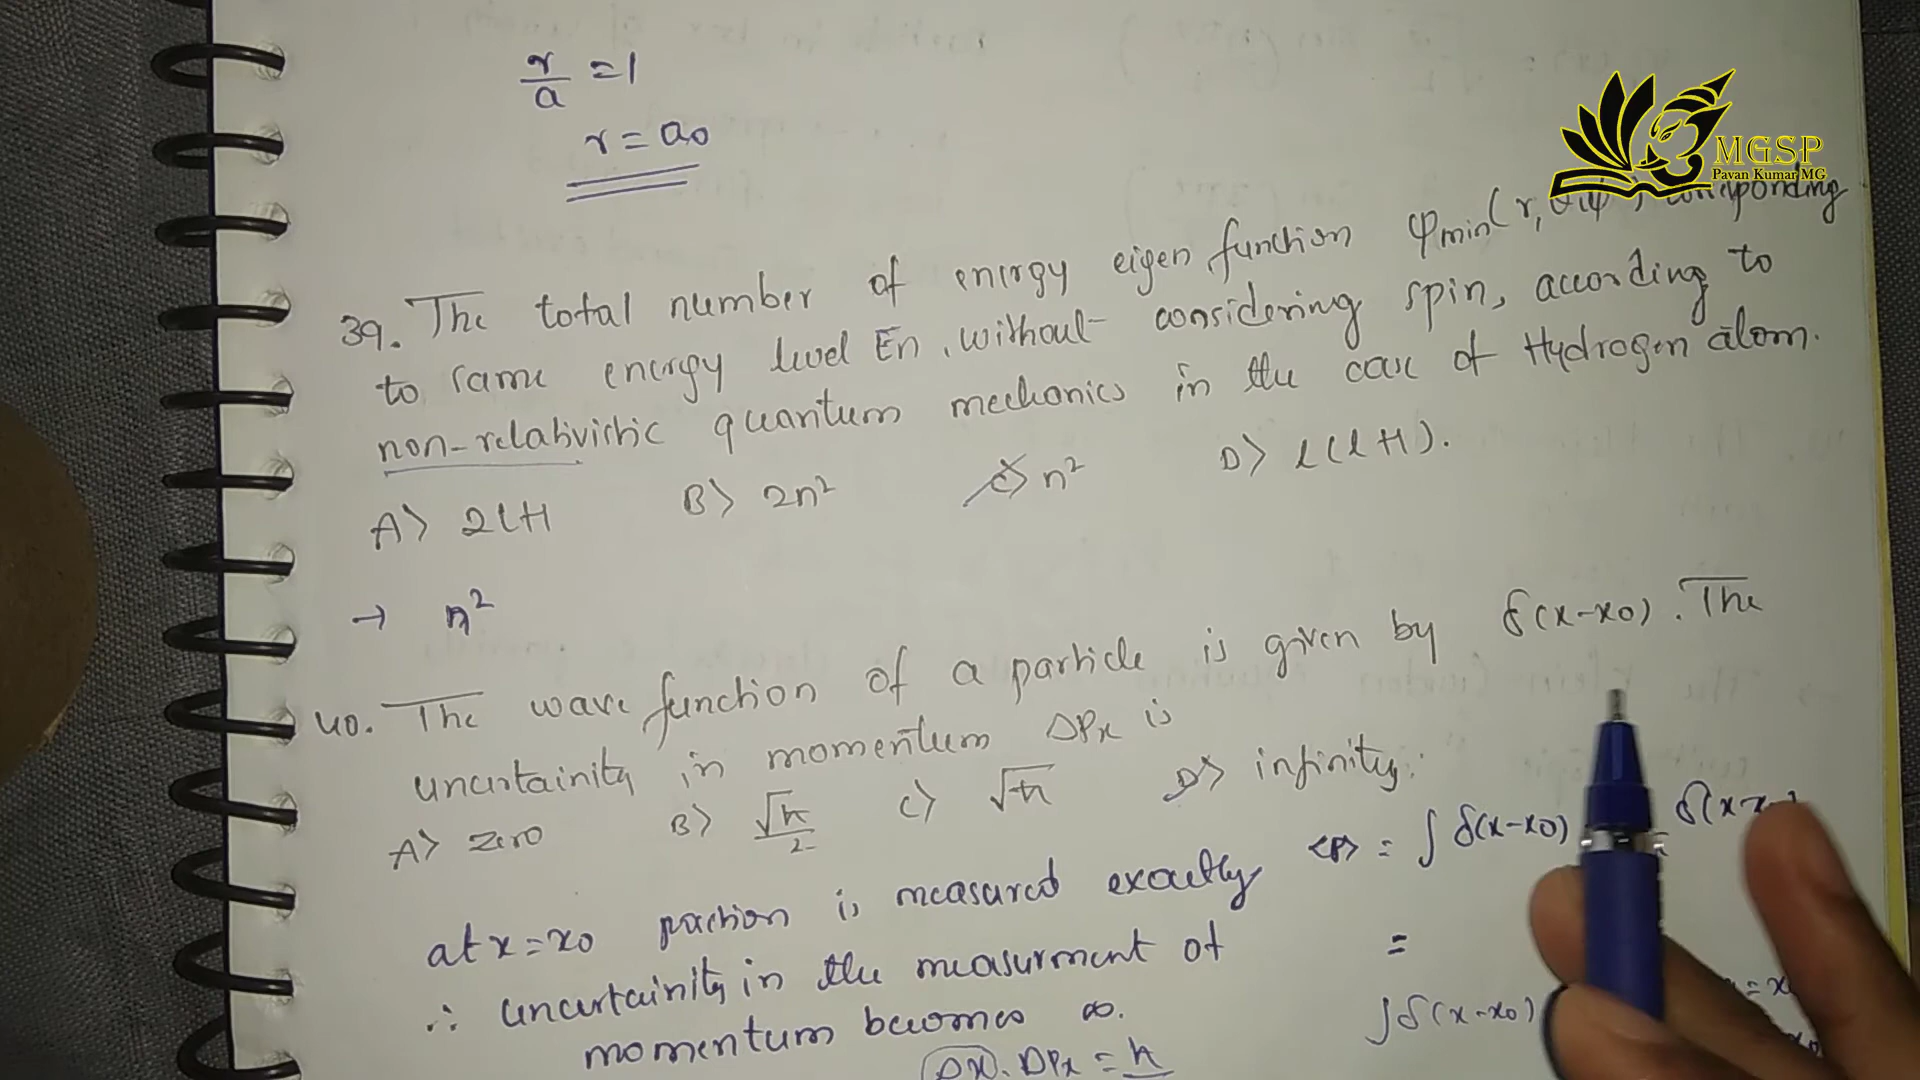 r/a = 1
r = a0
MGSP
Pavan Kumar MG
39. The total number of energy eigen function φmin(r, θ, φ) corresponding
to same energy level En, without considering spin, according to
non-relativistic quantum mechanics in the case of Hydrogen atom.
A> 2l+1 B> 2n² C> n² D> l(l+1).
→ n²
40. The wave function of a particle is given by δ(x-x0). The
uncertainity in momentum ΔPx is
A> zero B> √ħ/2 C> √ħ D> infinity.
at x = x0 position is measured exactly <P> = ∫ δ(x-x0) δ(x-
∴ uncertainity in the measurment of =
momentum becomes ∞. ∫ δ(x-x0)
Δx. ΔPx = ħ